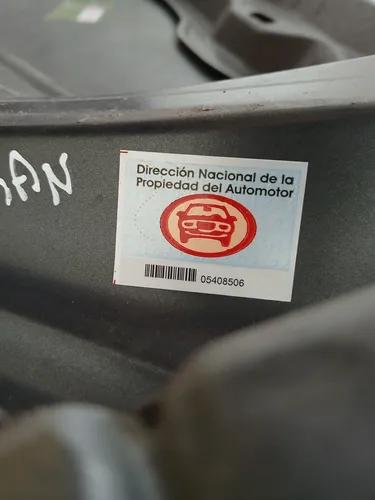 Dirección Nacional de la
Propiedad del Automotor
05408506